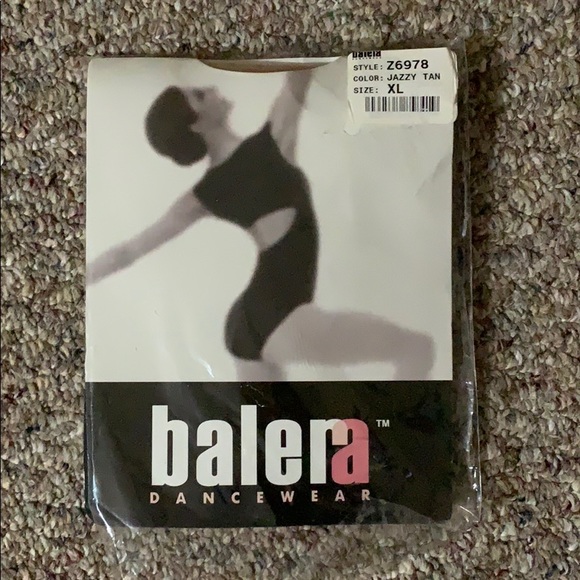 balera
STYLE: Z6978
COLOR: JAZZY TAN
SIZE: XL
balera™
DANCEWEAR